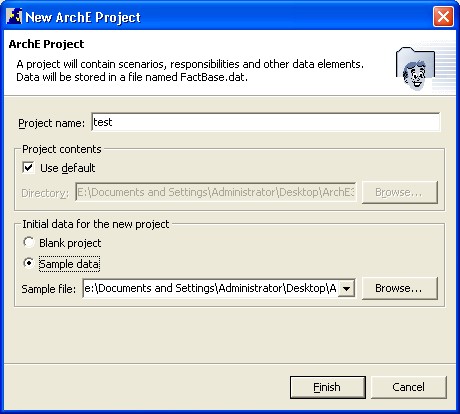 New ArchE Project
ArchE Project
A project will contain scenarios, responsibilities and other data elements.
Data will be stored in a file named FactBase.dat.
Project name: test
Project contents
Use default
Directory: E:\Documents and Settings\Administrator\Desktop\ArchE3 Browse...
Initial data for the new project
Blank project
Sample data
Sample file: e:\Documents and Settings\Administrator\Desktop\A Browse...
Finish Cancel